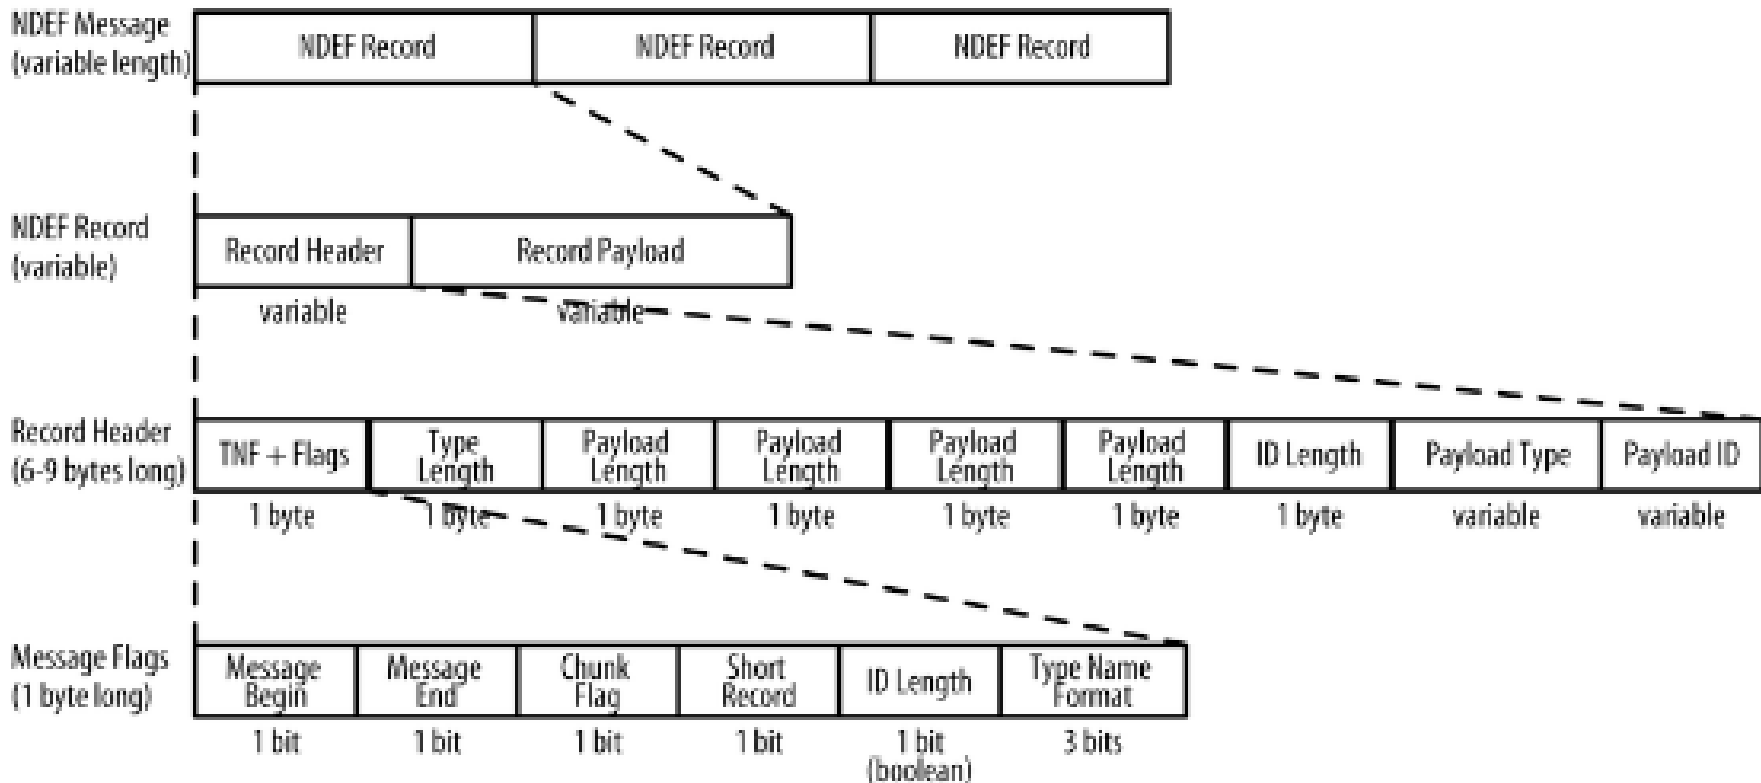 NDEF Message
(variable length)
NDEF Record
NDEF Record
NDEF Record
NDEF Record
(variable)
Record Header
Record Payload
variable
variable
Record Header
(6-9 bytes long)
TNF + Flags
Type
Length
Payload
Length
Payload
Length
Payload
Length
Payload
Length
ID Length
Payload Type
Payload ID
1 byte
1 byte
1 byte
1 byte
1 byte
1 byte
1 byte
variable
variable
Message Flags
(1 byte long)
Message
Begin
Message
End
Chunk
Flag
Short
Record
ID Length
Type Name
Format
1 bit
1 bit
1 bit
1 bit
1 bit
(boolean)
3 bits